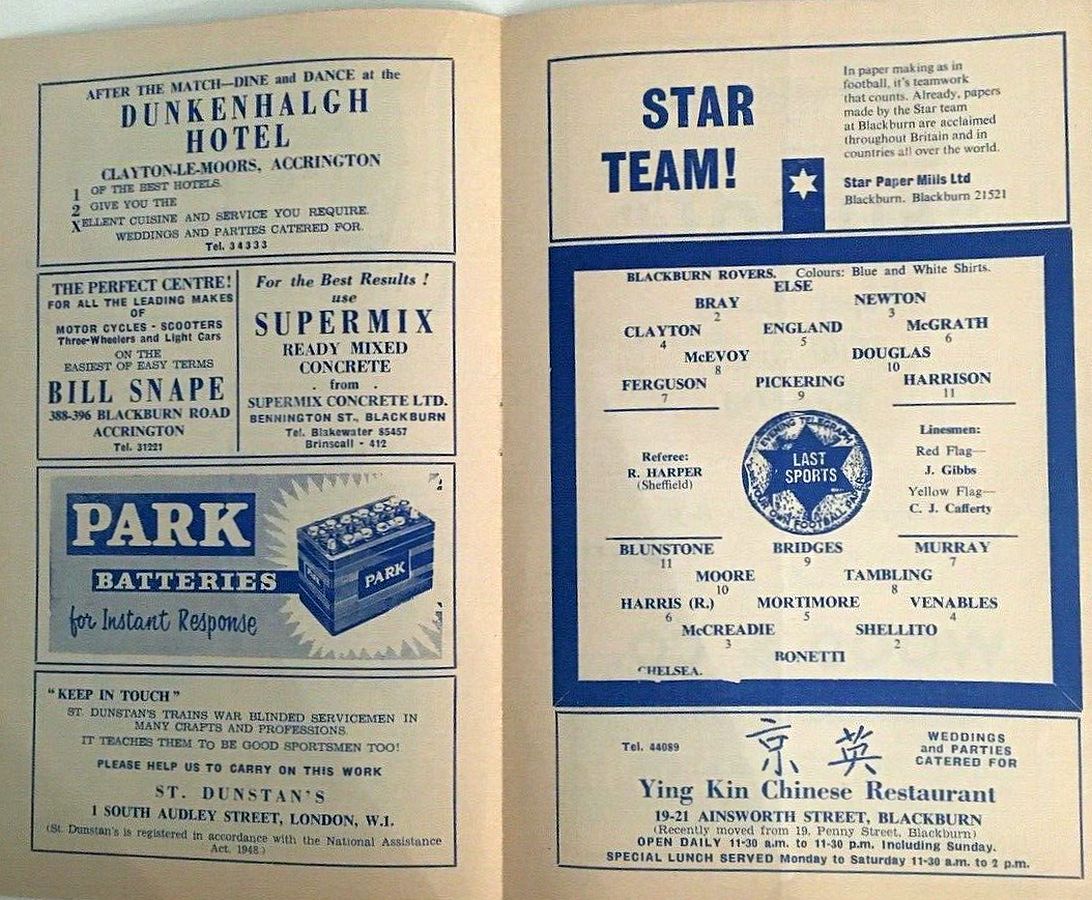 AFTER THE MATCH—DINE and DANCE at the
DUNKENHALGH
HOTEL
CLAYTON-LE-MOORS, ACCRINGTON
1 OF THE BEST HOTELS.
2 GIVE YOU THE
XELLENT CUISINE AND SERVICE YOU REQUIRE.
WEDDINGS AND PARTIES CATERED FOR.
Tel. 34333
THE PERFECT CENTRE!
FOR ALL THE LEADING MAKES
OF
MOTOR CYCLES - SCOOTERS
Three-Wheelers and Light Cars
ON THE
EASIEST OF EASY TERMS
BILL SNAPE
388-396 BLACKBURN ROAD
ACCRINGTON
Tel. 31221
For the Best Results !
use
SUPERMIX
READY MIXED
CONCRETE
. from .
SUPERMIX CONCRETE LTD.
BENNINGTON ST., BLACKBURN
Tel. Blakewater 85457
Brinscall - 412
PARK
BATTERIES
for Instant Response
PARK
PARK
"KEEP IN TOUCH"
ST. DUNSTAN'S TRAINS WAR BLINDED SERVICEMEN IN
MANY CRAFTS AND PROFESSIONS.
IT TEACHES THEM TO BE GOOD SPORTSMEN TOO!
PLEASE HELP US TO CARRY ON THIS WORK
ST. DUNSTAN'S
1 SOUTH AUDLEY STREET, LONDON, W.1.
(St. Dunstan's is registered in accordance with the National Assistance
Act. 1948.)
STAR
TEAM!
In paper making as in
football, it's teamwork
that counts. Already, papers
made by the Star team
at Blackburn are acclaimed
throughout Britain and in
countries all over the world.
Star Paper Mills Ltd
Blackburn. Blackburn 21521
BLACKBURN ROVERS. Colours: Blue and White Shirts.
ELSE
BRAY NEWTON
2 3
CLAYTON ENGLAND McGRATH
4 5 6
McEVOY DOUGLAS
8 10
FERGUSON PICKERING HARRISON
7 9 11
Referee:
R. HARPER
(Sheffield)
EVENING TELEGRAPH
LAST
SPORTS
YOUR OWN FOOTBALL PAPER
Linesmen:
Red Flag—
J. Gibbs
Yellow Flag—
C. J. Cafferty
BLUNSTONE BRIDGES MURRAY
11 9 7
MOORE TAMBLING
10 8
HARRIS (R.) MORTIMORE VENABLES
6 5 4
McCREADIE SHELLITO
3 2
BONETTI
CHELSEA.
Tel. 44089
京 英
WEDDINGS
and PARTIES
CATERED FOR
Ying Kin Chinese Restaurant
19-21 AINSWORTH STREET, BLACKBURN
(Recently moved from 19, Penny Street, Blackburn)
OPEN DAILY 11-30 a.m. to 11-30 p.m. Including Sunday.
SPECIAL LUNCH SERVED Monday to Saturday 11-30 a.m. to 2 p.m.